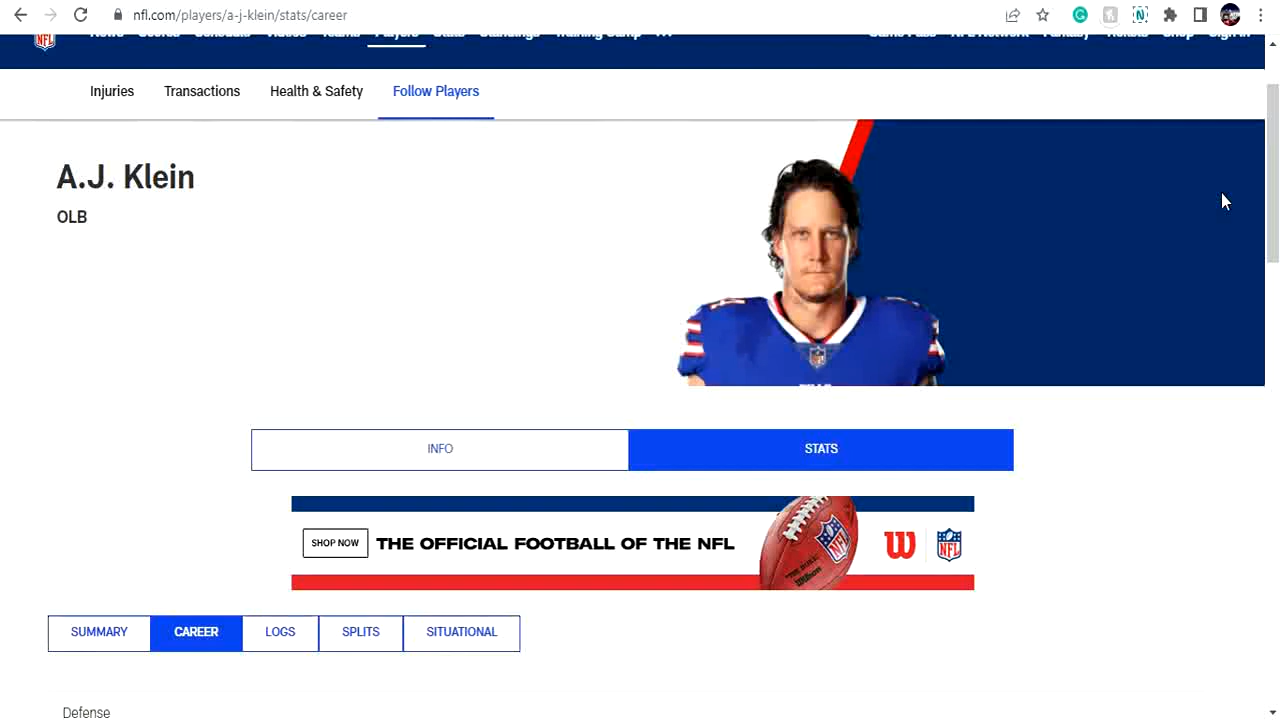 nfl.com/players/a-j-klein/stats/career
Injuries Transactions Health & Safety Follow Players
A.J. Klein
OLB
INFO STATS
SHOP NOW THE OFFICIAL FOOTBALL OF THE NFL
SUMMARY CAREER LOGS SPLITS SITUATIONAL
Defense